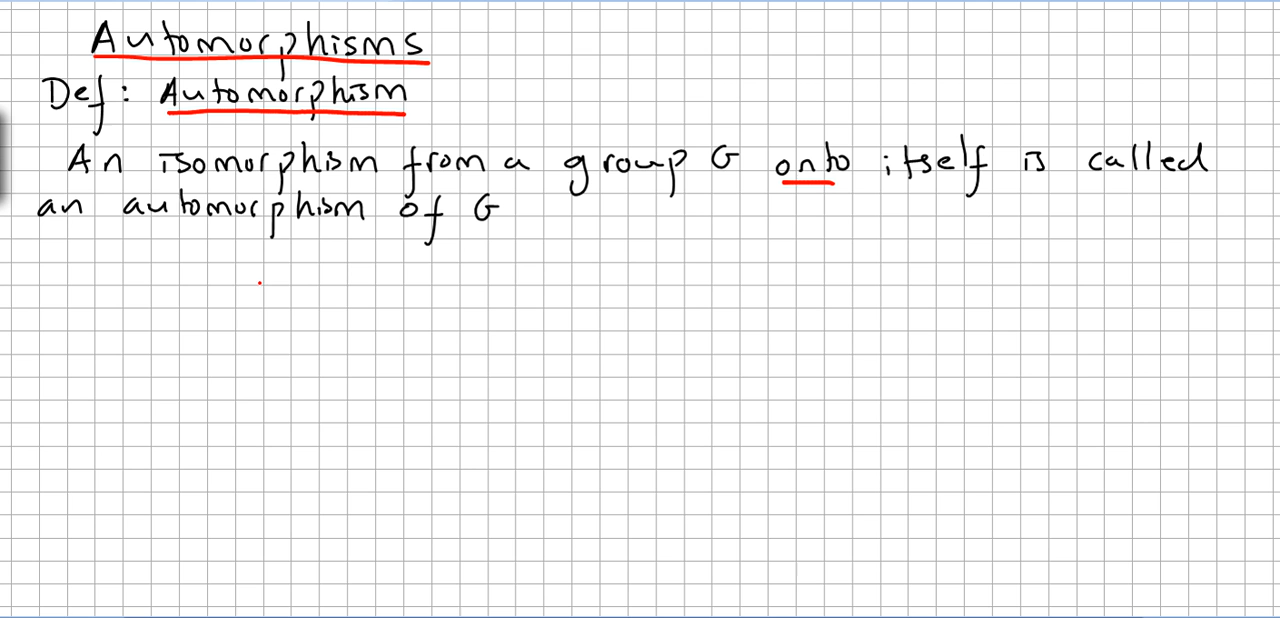 Automorphisms
Def: Automorphism
An isomorphism from a group G onto itself is called
an automorphism of G